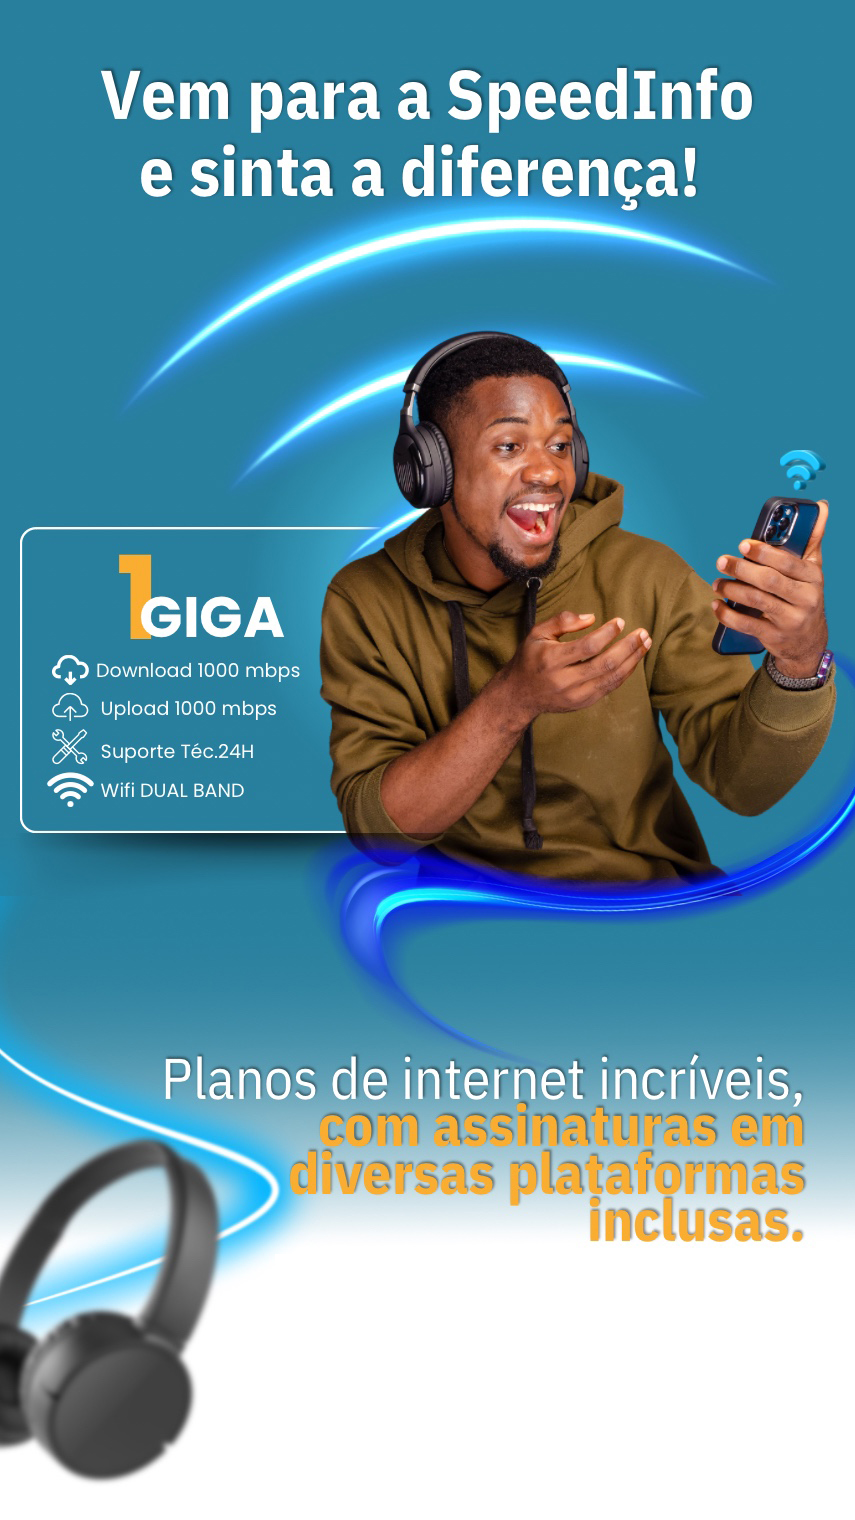 Vem para a SpeedInfo
e sinta a diferença!
1GIGA
Download 1000 mbps
Upload 1000 mbps
Suporte Téc.24H
Wifi DUAL BAND
Planos de internet incríveis,
com assinaturas em
diversas plataformas
inclusas.